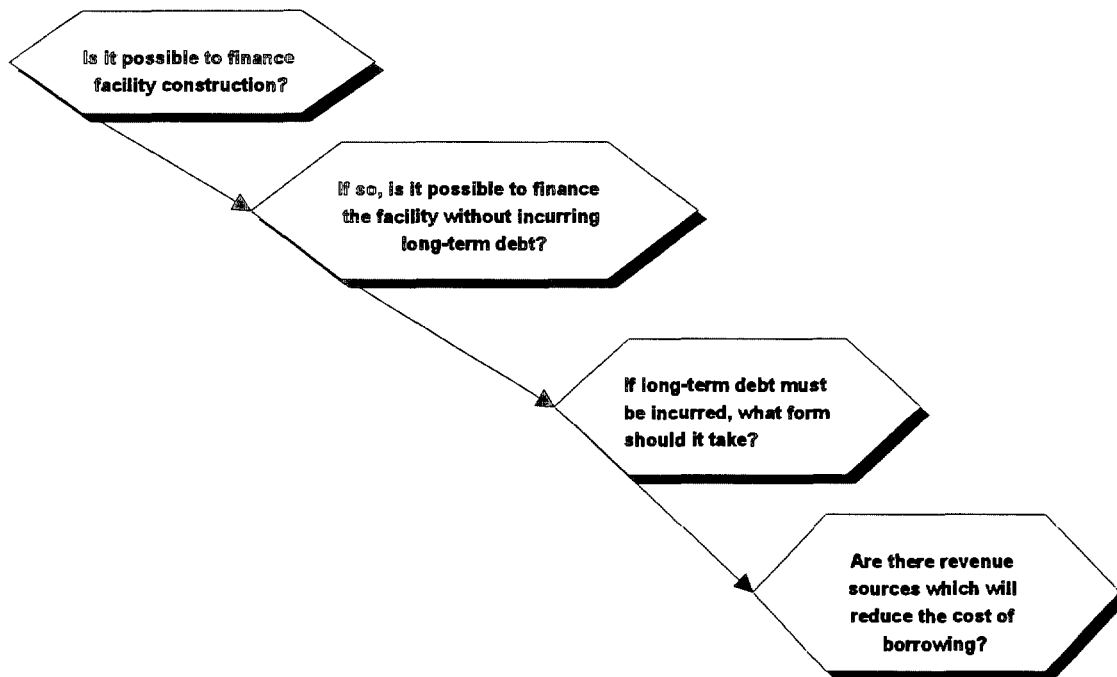 Is it possible to finance
facility construction?
If so, is it possible to finance
the facility without incurring
long-term debt?
If long-term debt must
be incurred, what form
should it take?
Are there revenue
sources which will
reduce the cost of
borrowing?